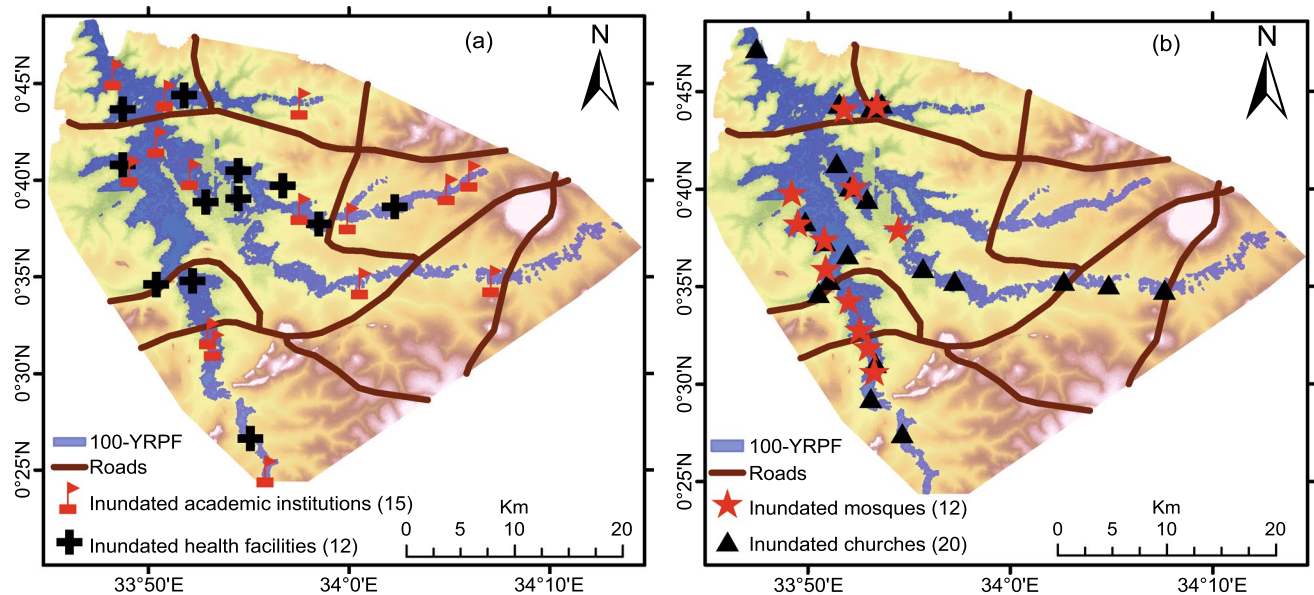 (a)
N
0°45'N
0°40'N
0°35'N
0°30'N
0°25'N
100-YRPF
Roads
Inundated academic institutions (15)
Inundated health facilities (12)
Km
0 5 10 20
33°50'E 34°0'E 34°10'E
(b)
N
0°45'N
0°40'N
0°35'N
0°30'N
0°25'N
100-YRPF
Roads
Inundated mosques (12)
Inundated churches (20)
Km
0 5 10 20
33°50'E 34°0'E 34°10'E